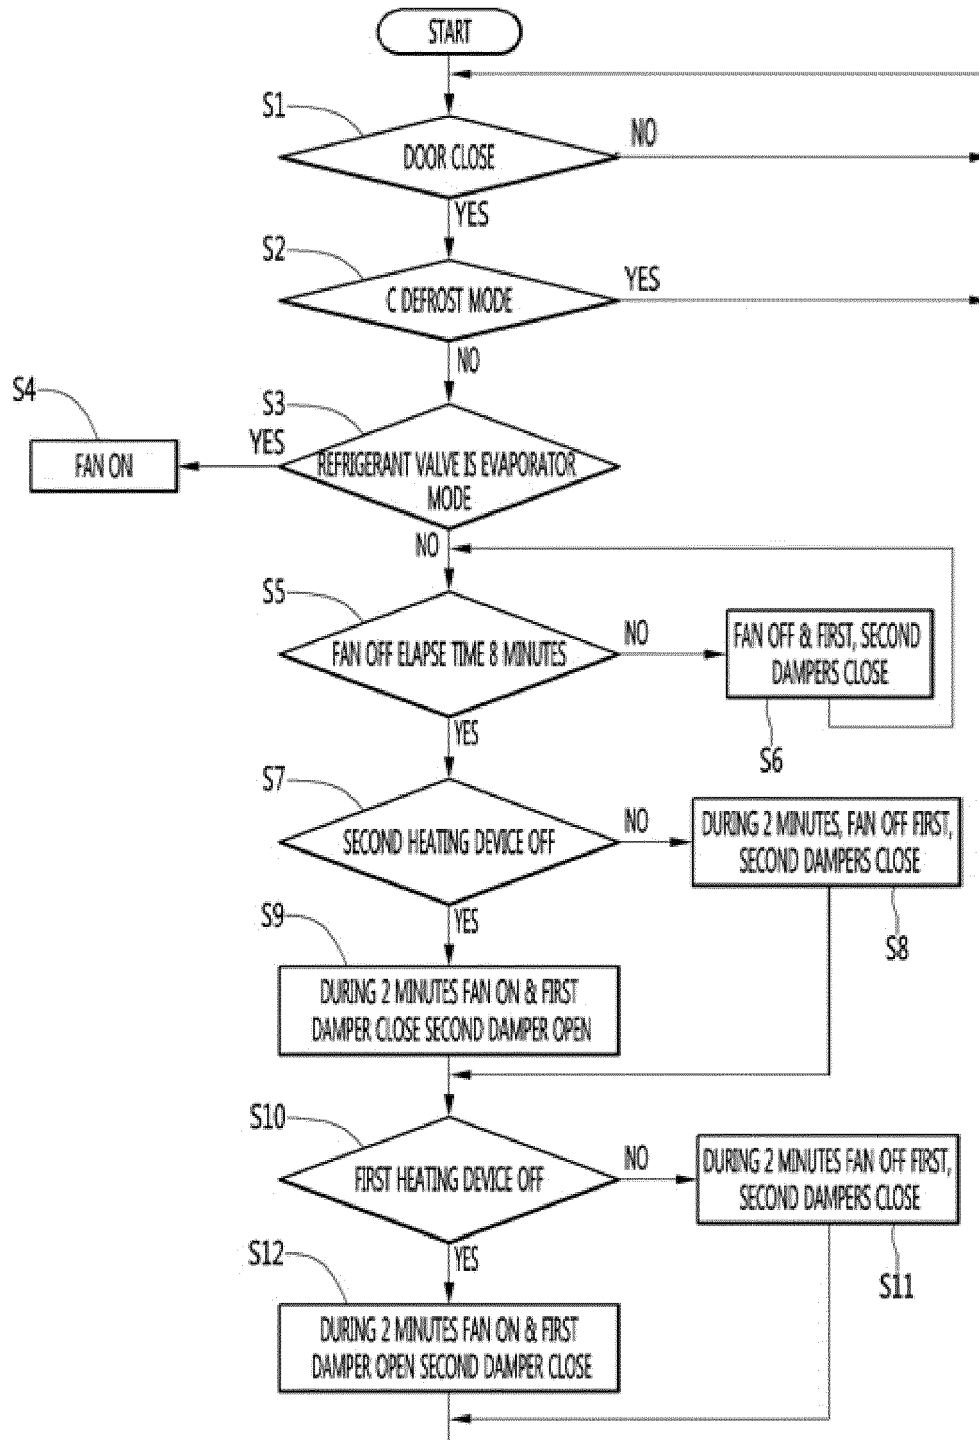 START
S1
DOOR CLOSE
NO
YES
S2
C DEFROST MODE
YES
NO
S4
FAN ON
S3
YES
REFRIGERANT VALVE IS EVAPORATOR
MODE
NO
S5
FAN OFF ELAPSE TIME 8 MINUTES
NO
FAN OFF & FIRST, SECOND
DAMPERS CLOSE
S6
YES
S7
SECOND HEATING DEVICE OFF
NO
DURING 2 MINUTES, FAN OFF FIRST,
SECOND DAMPERS CLOSE
S8
YES
S9
DURING 2 MINUTES FAN ON & FIRST
DAMPER CLOSE SECOND DAMPER OPEN
S10
FIRST HEATING DEVICE OFF
NO
DURING 2 MINUTES FAN OFF FIRST,
SECOND DAMPERS CLOSE
S11
YES
S12
DURING 2 MINUTES FAN ON & FIRST
DAMPER OPEN SECOND DAMPER CLOSE